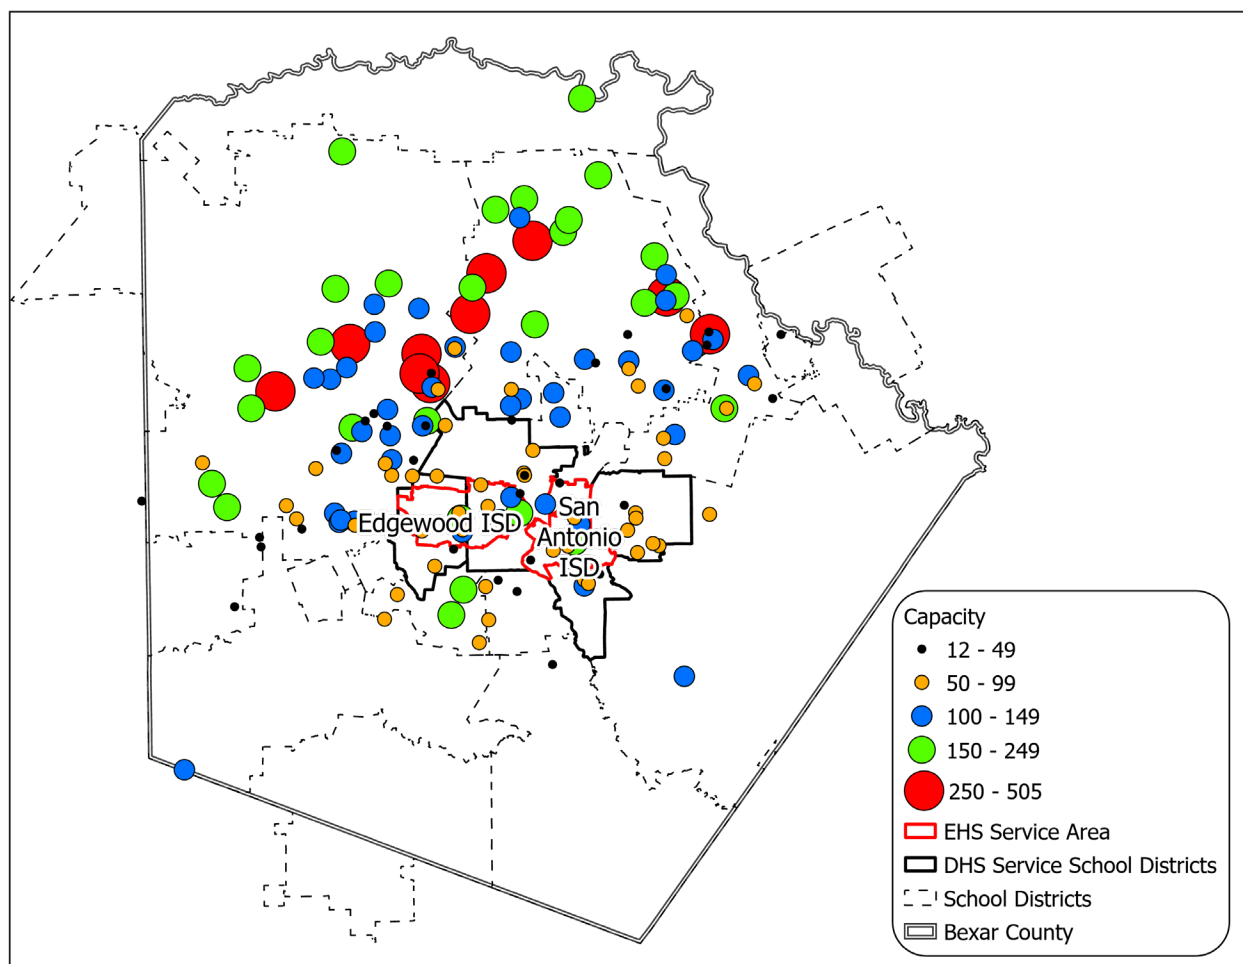 Edgewood ISD
San
Antonio
ISD
Capacity
12 - 49
50 - 99
100 - 149
150 - 249
250 - 505
EHS Service Area
DHS Service School Districts
School Districts
Bexar County